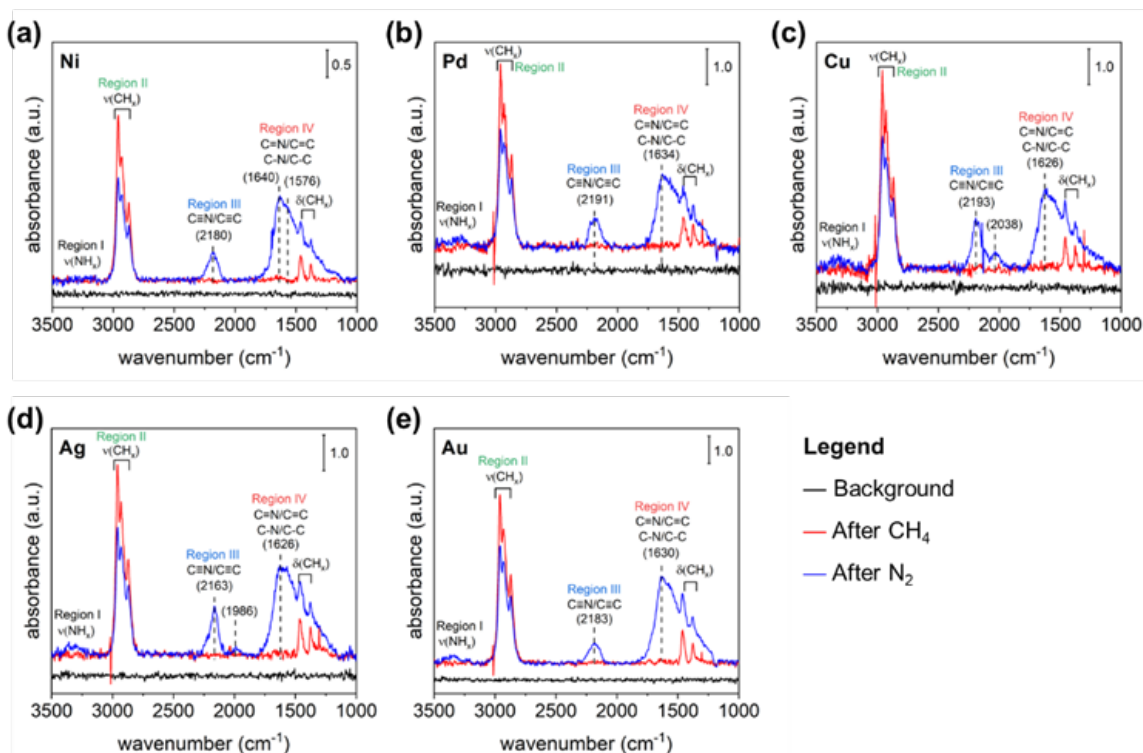 (a)
Ni
0.5
Region II
ν(CHₓ)
Region IV
C=N/C=C
C-N/C-C
(1640)
(1576)
δ(CHₓ)
Region III
C≡N/C≡C
(2180)
Region I
ν(NHₓ)
absorbance (a.u.)
3500 3000 2500 2000 1500 1000
wavenumber (cm⁻¹)
(b)
Pd
1.0
ν(CHₓ)
Region II
Region IV
C=N/C=C
C-N/C-C
(1634)
δ(CHₓ)
Region III
C≡N/C≡C
(2191)
Region I
ν(NHₓ)
absorbance (a.u.)
3500 3000 2500 2000 1500 1000
wavenumber (cm⁻¹)
(c)
Cu
1.0
ν(CHₓ)
Region II
Region IV
C=N/C=C
C-N/C-C
(1626)
δ(CHₓ)
Region III
C≡N/C≡C
(2193)
(2038)
Region I
ν(NHₓ)
absorbance (a.u.)
3500 3000 2500 2000 1500 1000
wavenumber (cm⁻¹)
(d)
Ag
1.0
Region II
ν(CHₓ)
Region IV
C=N/C=C
C-N/C-C
(1626)
δ(CHₓ)
Region III
C≡N/C≡C
(2163)
(1986)
Region I
ν(NHₓ)
absorbance (a.u.)
3500 3000 2500 2000 1500 1000
wavenumber (cm⁻¹)
(e)
Au
1.0
Region II
ν(CHₓ)
Region IV
C=N/C=C
C-N/C-C
(1630)
δ(CHₓ)
Region III
C≡N/C≡C
(2183)
Region I
ν(NHₓ)
absorbance (a.u.)
3500 3000 2500 2000 1500 1000
wavenumber (cm⁻¹)
Legend
Background
After CH₄
After N₂